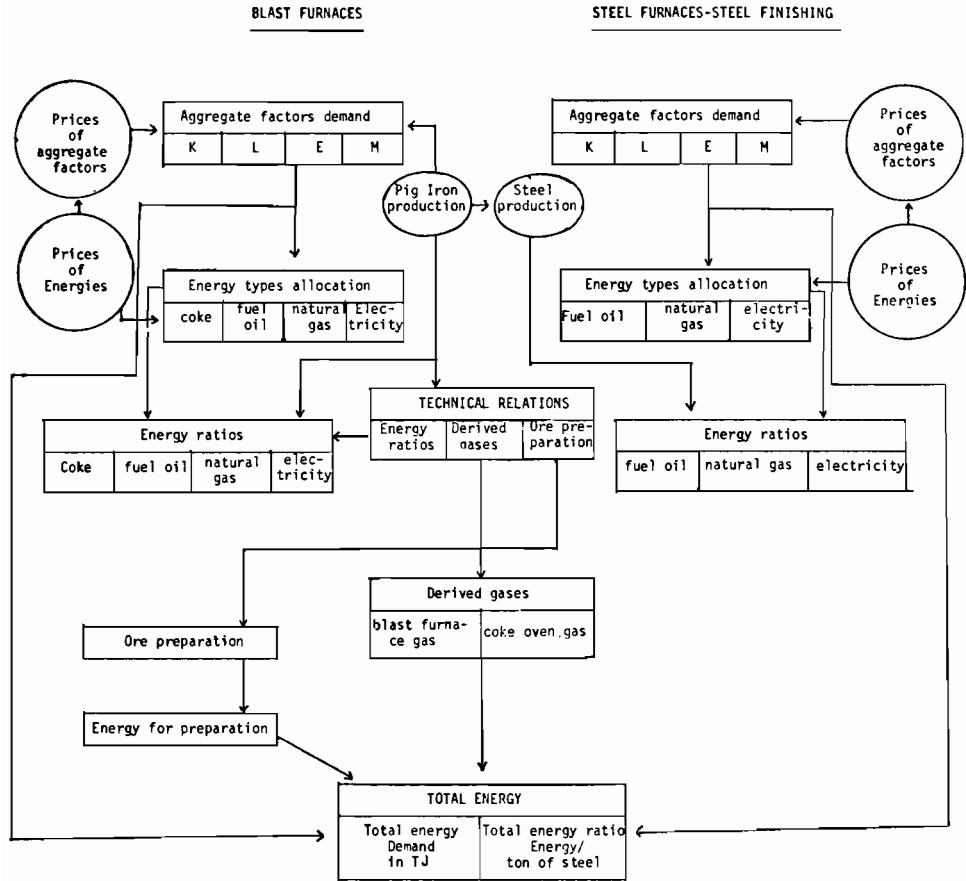 BLAST FURNACES
STEEL FURNACES-STEEL FINISHING
Prices
of
aggregate
factors
Aggregate factors demand
K L E M
Aggregate factors demand
K L E M
Prices
of
aggregate
factors
Pig Iron
production
Steel
production
Prices
of
Energies
Energy types allocation
coke
fuel
oil
natural
gas
Elec-
tricity
Energy types allocation
Fuel oil
natural
gas
electri-
city
Prices
of Energies
TECHNICAL RELATIONS
Energy
ratios
Derived
gases
Ore pre-
paration
Energy ratios
Coke
fuel oil
natural
gas
elec-
tricity
Energy ratios
fuel oil
natural gas
electricity
Derived gases
blast furna-
ce gas
coke oven gas
Ore preparation
Energy for preparation
TOTAL ENERGY
Total energy
Demand
in TJ
Total energy ratio
Energy/
ton of steel